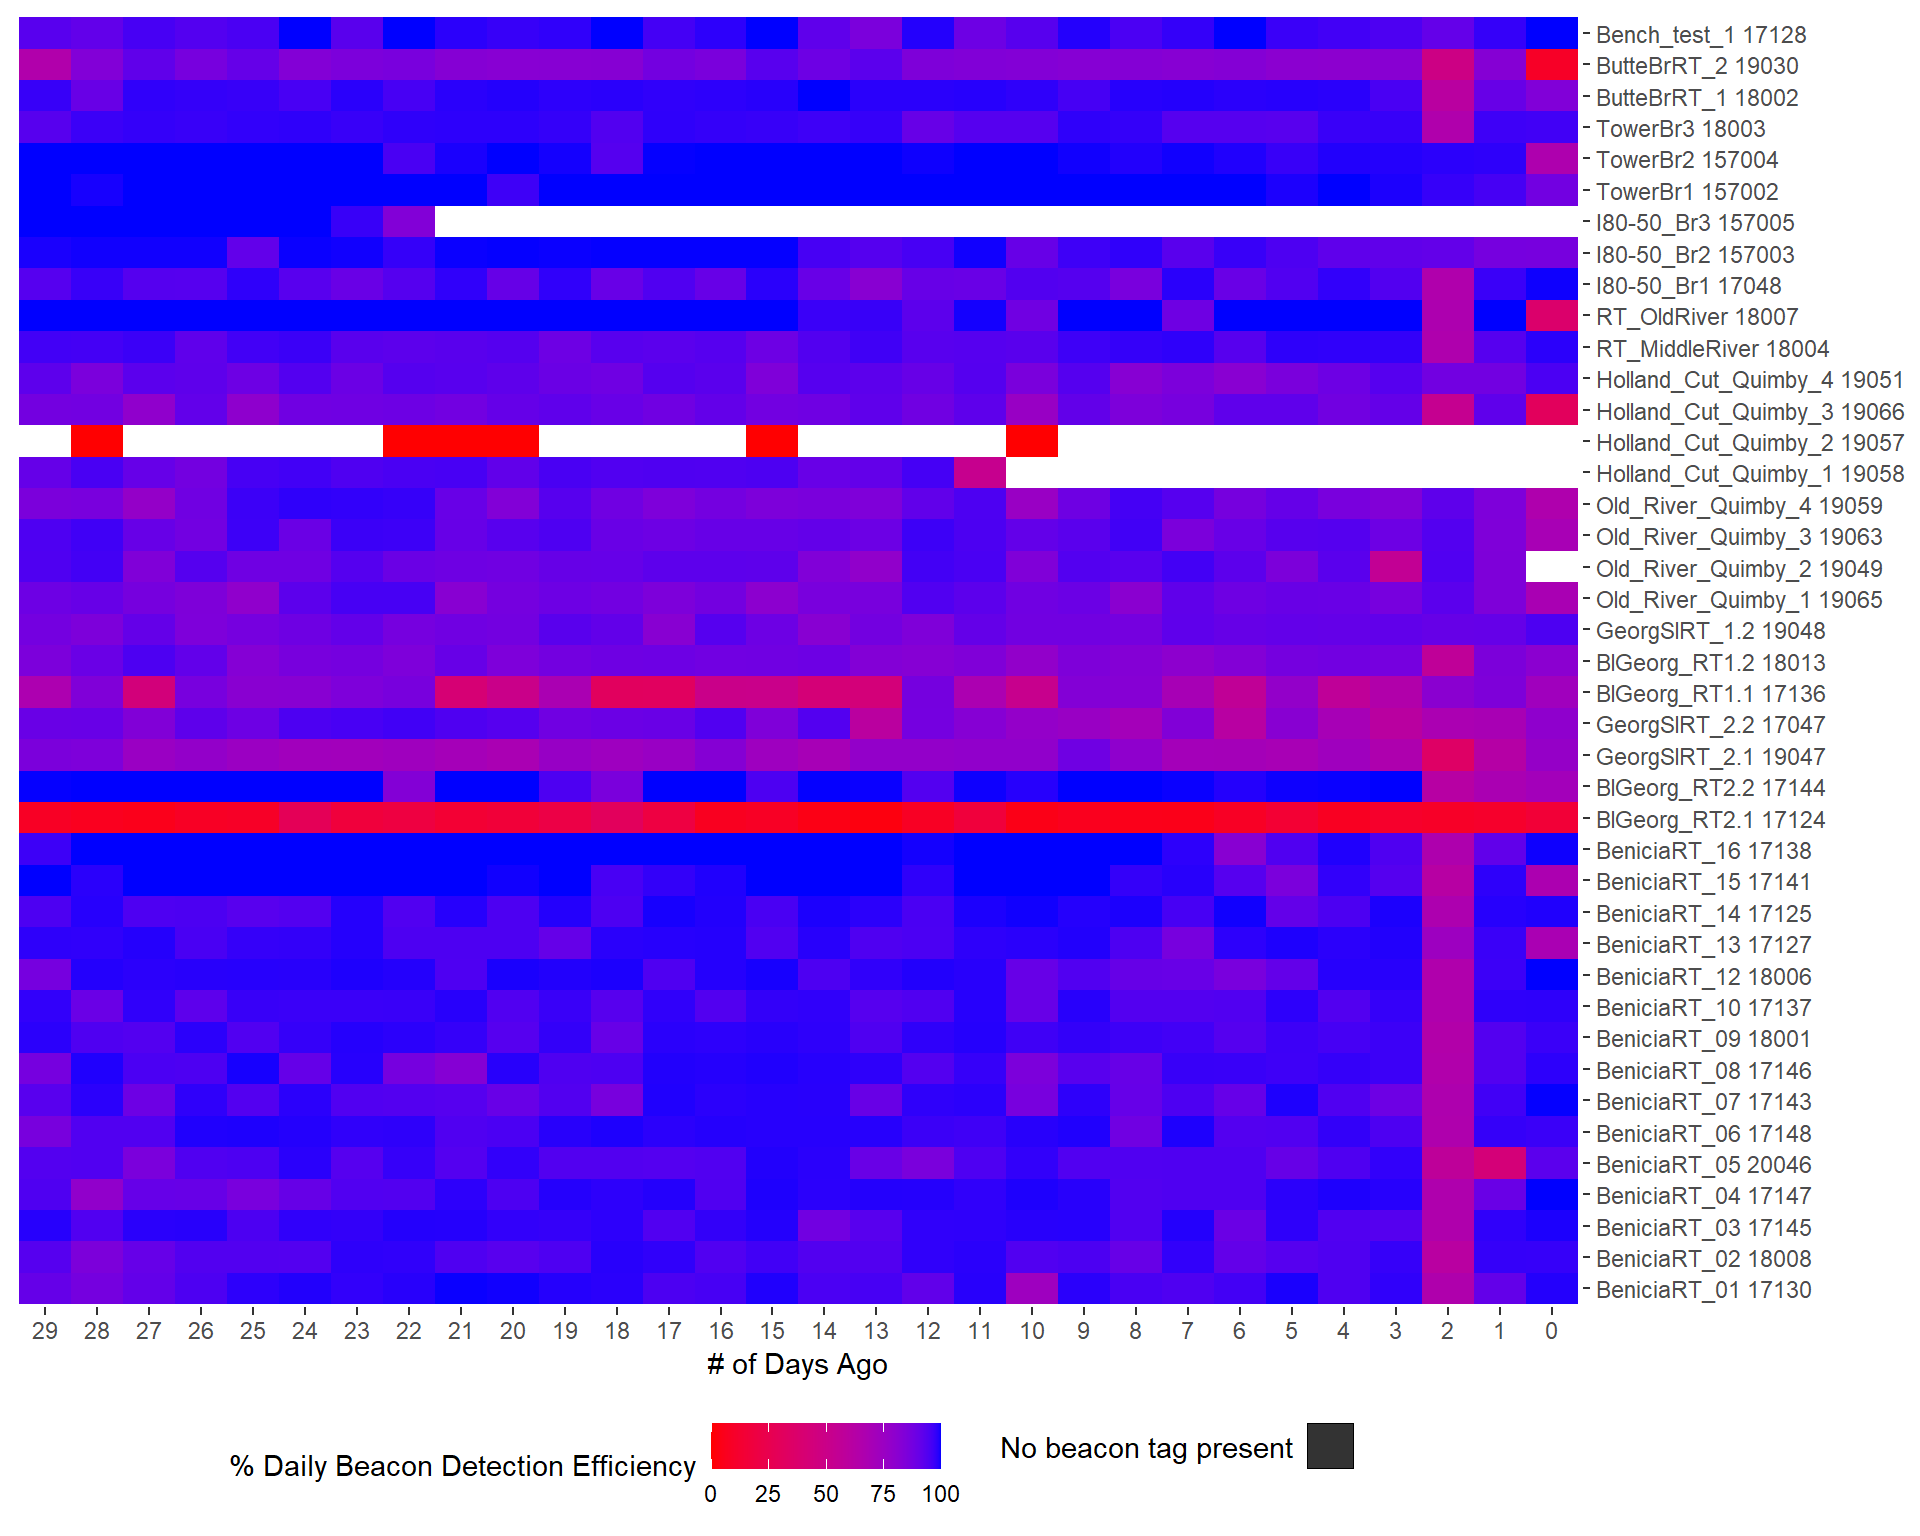 Bench_test_1 17128
ButteBrRT_2 19030
ButteBrRT_1 18002
TowerBr3 18003
TowerBr2 157004
TowerBr1 157002
I80-50_Br3 157005
I80-50_Br2 157003
I80-50_Br1 17048
RT_OldRiver 18007
RT_MiddleRiver 18004
Holland_Cut_Quimby_4 19051
Holland_Cut_Quimby_3 19066
Holland_Cut_Quimby_2 19057
Holland_Cut_Quimby_1 19058
Old_River_Quimby_4 19059
Old_River_Quimby_3 19063
Old_River_Quimby_2 19049
Old_River_Quimby_1 19065
GeorgSlRT_1.2 19048
BlGeorg_RT1.2 18013
BlGeorg_RT1.1 17136
GeorgSlRT_2.2 17047
GeorgSlRT_2.1 19047
BlGeorg_RT2.2 17144
BlGeorg_RT2.1 17124
BeniciaRT_16 17138
BeniciaRT_15 17141
BeniciaRT_14 17125
BeniciaRT_13 17127
BeniciaRT_12 18006
BeniciaRT_10 17137
BeniciaRT_09 18001
BeniciaRT_08 17146
BeniciaRT_07 17143
BeniciaRT_06 17148
BeniciaRT_05 20046
BeniciaRT_04 17147
BeniciaRT_03 17145
BeniciaRT_02 18008
BeniciaRT_01 17130
29 28 27 26 25 24 23 22 21 20 19 18 17 16 15 14 13 12 11 10 9 8 7 6 5 4 3 2 1 0
# of Days Ago
% Daily Beacon Detection Efficiency
0 25 50 75 100
No beacon tag present